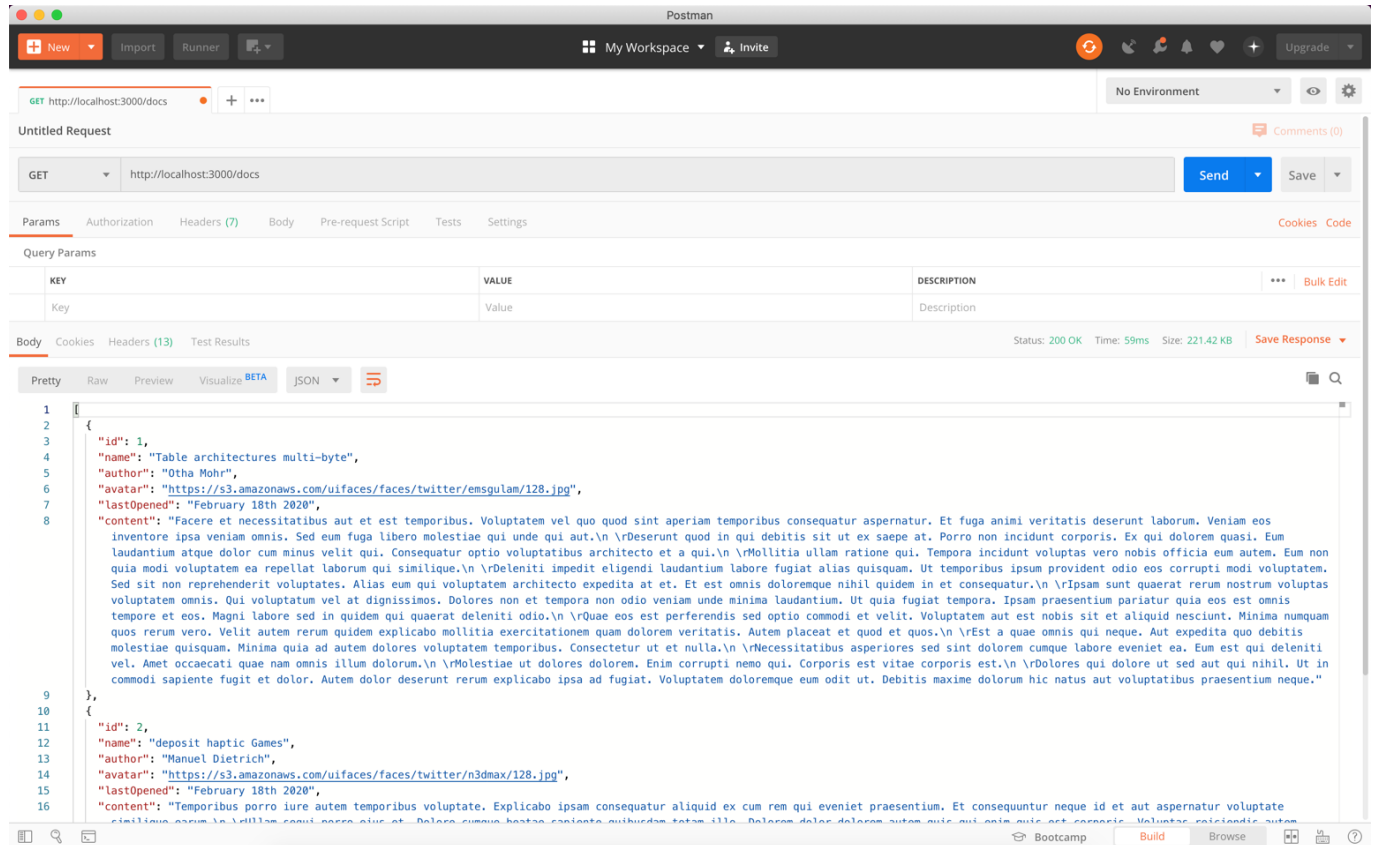 Postman
New
Import
Runner
My Workspace
Invite
Upgrade
GET http://localhost:3000/docs
No Environment
Untitled Request
Comments (0)
GET
http://localhost:3000/docs
Send
Save
Params Authorization Headers (7) Body Pre-request Script Tests Settings
Cookies Code
Query Params
KEY VALUE DESCRIPTION
Bulk Edit
Key Value Description
Body Cookies Headers (13) Test Results
Status: 200 OK Time: 59ms Size: 221.42 KB Save Response
Pretty Raw Preview Visualize BETA JSON
1 [
2 {
3 "id": 1,
4 "name": "Table architectures multi-byte",
5 "author": "Otha Mohr",
6 "avatar": "https://s3.amazonaws.com/uifaces/faces/twitter/emsgulam/128.jpg",
7 "lastOpened": "February 18th 2020",
8 "content": "Facere et necessitatibus aut et est temporibus. Voluptatem vel quo quod sint aperiam temporibus consequatur aspernatur. Et fuga animi veritatis deserunt laborum. Veniam eos
inventore ipsa veniam omnis. Sed eum fuga libero molestiae qui unde qui aut.\n \rDeserunt quod in qui debitis sit ut ex saepe at. Porro non incidunt corporis. Ex qui dolorem quasi. Eum
laudantium atque dolor cum minus velit qui. Consequatur optio voluptatibus architecto et a qui.\n \rMollitia ullam ratione qui. Tempora incidunt voluptas vero nobis officia eum autem. Eum non
quia modi voluptatem ea repellat laborum qui similique.\n \rDeleniti impedit eligendi laudantium labore fugiat alias quisquam. Ut temporibus ipsum provident odio eos corrupti modi voluptatem.
Sed sit non reprehenderit voluptates. Alias eum qui voluptatem architecto expedita at et. Et est omnis doloremque nihil quidem in et consequatur.\n \rIpsam sunt quaerat rerum nostrum voluptas
voluptatem omnis. Qui voluptatum vel at dignissimos. Dolores non et tempora non odio veniam unde minima laudantium. Ut quia fugiat tempora. Ipsam praesentium pariatur quia eos est omnis
tempore et eos. Magni labore sed in quidem qui quaerat deleniti odio.\n \rQuae eos est perferendis sed optio commodi et velit. Voluptatum aut est nobis sit et aliquid nesciunt. Minima numquam
quos rerum vero. Velit autem rerum quidem explicabo mollitia exercitationem quam dolorem veritatis. Autem placeat et quod et quos.\n \rEst a quae omnis qui neque. Aut expedita quo debitis
molestiae quisquam. Minima quia ad autem dolores voluptatem temporibus. Consectetur ut et nulla.\n \rNecessitatibus asperiores sed sint dolorem cumque labore eveniet ea. Eum est qui deleniti
vel. Amet occaecati quae nam omnis illum dolorum.\n \rMolestiae ut dolores dolorem. Enim corrupti nemo qui. Corporis est vitae corporis est.\n \rDolores qui dolore ut sed aut qui nihil. Ut in
commodi sapiente fugit et dolor. Autem dolor deserunt rerum explicabo ipsa ad fugiat. Voluptatem doloremque eum odit ut. Debitis maxime dolorum hic natus aut voluptatibus praesentium neque."
9 },
10 {
11 "id": 2,
12 "name": "deposit haptic Games",
13 "author": "Manuel Dietrich",
14 "avatar": "https://s3.amazonaws.com/uifaces/faces/twitter/n3dmax/128.jpg",
15 "lastOpened": "February 18th 2020",
16 "content": "Temporibus porro iure autem temporibus voluptate. Explicabo ipsam consequatur aliquid ex cum rem qui eveniet praesentium. Et consequuntur neque id et aut aspernatur voluptate
Bootcamp Build Browse